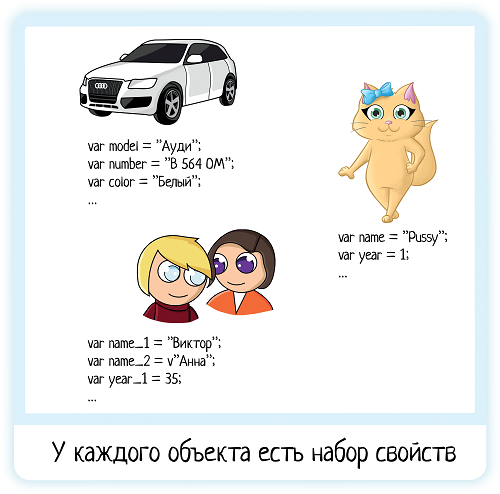 var model = "Ауди";
var number = "В 564 ОМ";
var color = "Белый";
...
var name = "Pussy";
var year = 1;
...
var name_1 = "Виктор";
var name_2 = v"Анна";
var year_1 = 35;
...
У каждого объекта есть набор свойств